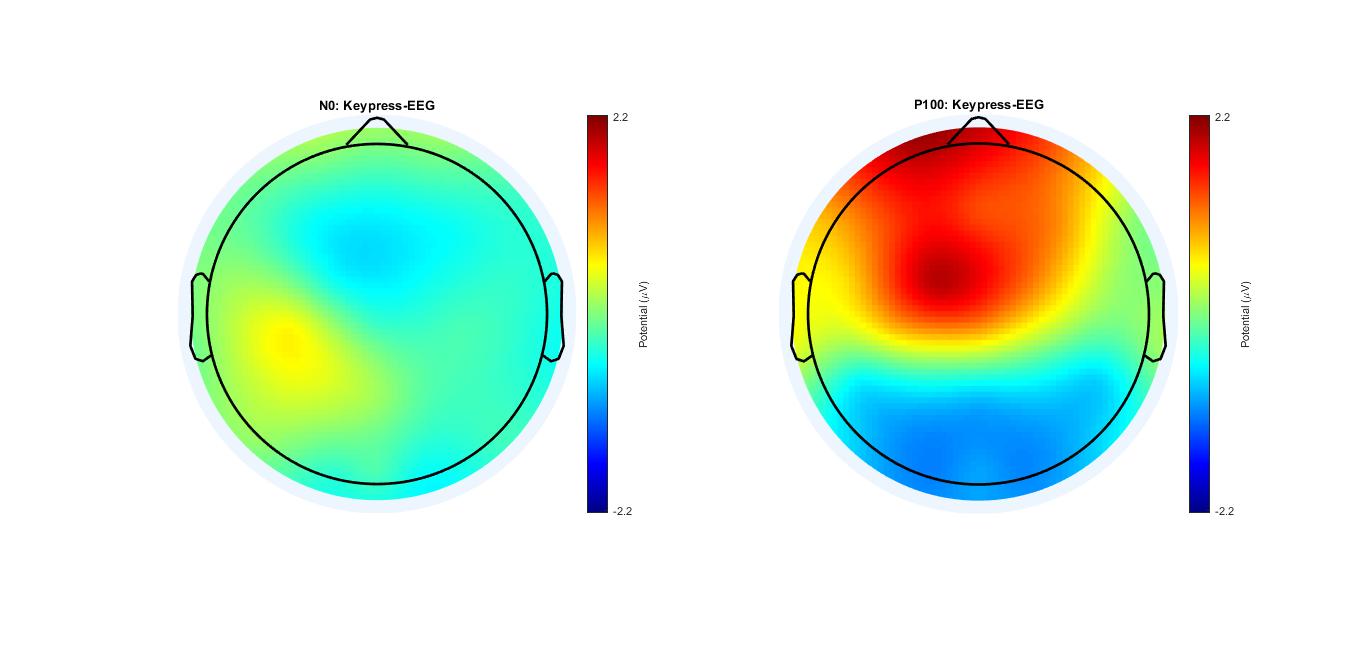 N0: Keypress-EEG
2.2
Potential (μV)
-2.2
P100: Keypress-EEG
2.2
Potential (μV)
-2.2